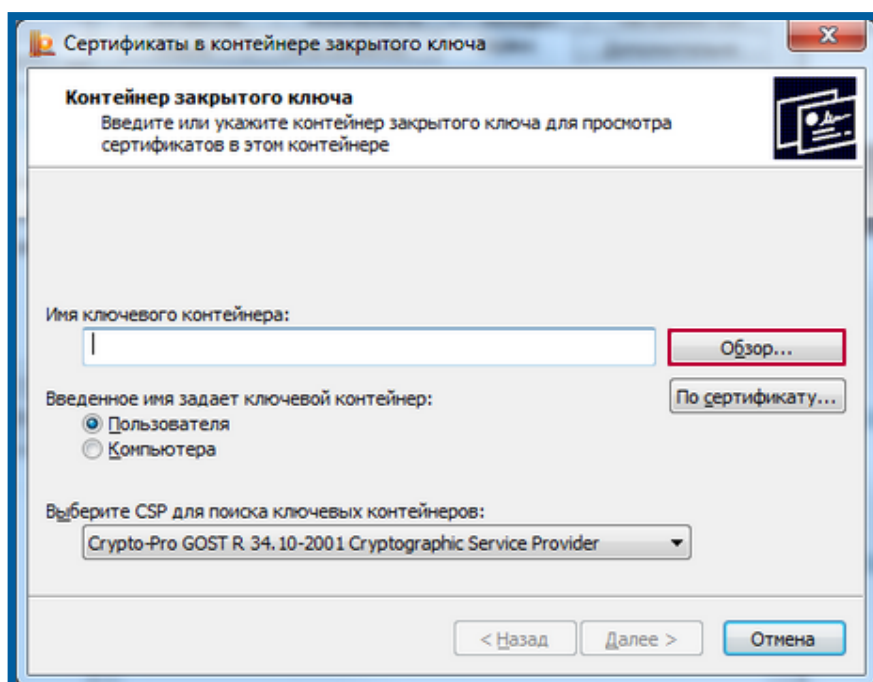 Сертификаты в контейнере закрытого ключа
Контейнер закрытого ключа
Введите или укажите контейнер закрытого ключа для просмотра
сертификатов в этом контейнере
Имя ключевого контейнера:
Обзор...
Введенное имя задает ключевой контейнер:
По сертификату...
Пользователя
Компьютера
Выберите CSP для поиска ключевых контейнеров:
Crypto-Pro GOST R 34.10-2001 Cryptographic Service Provider
< Назад
Далее >
Отмена